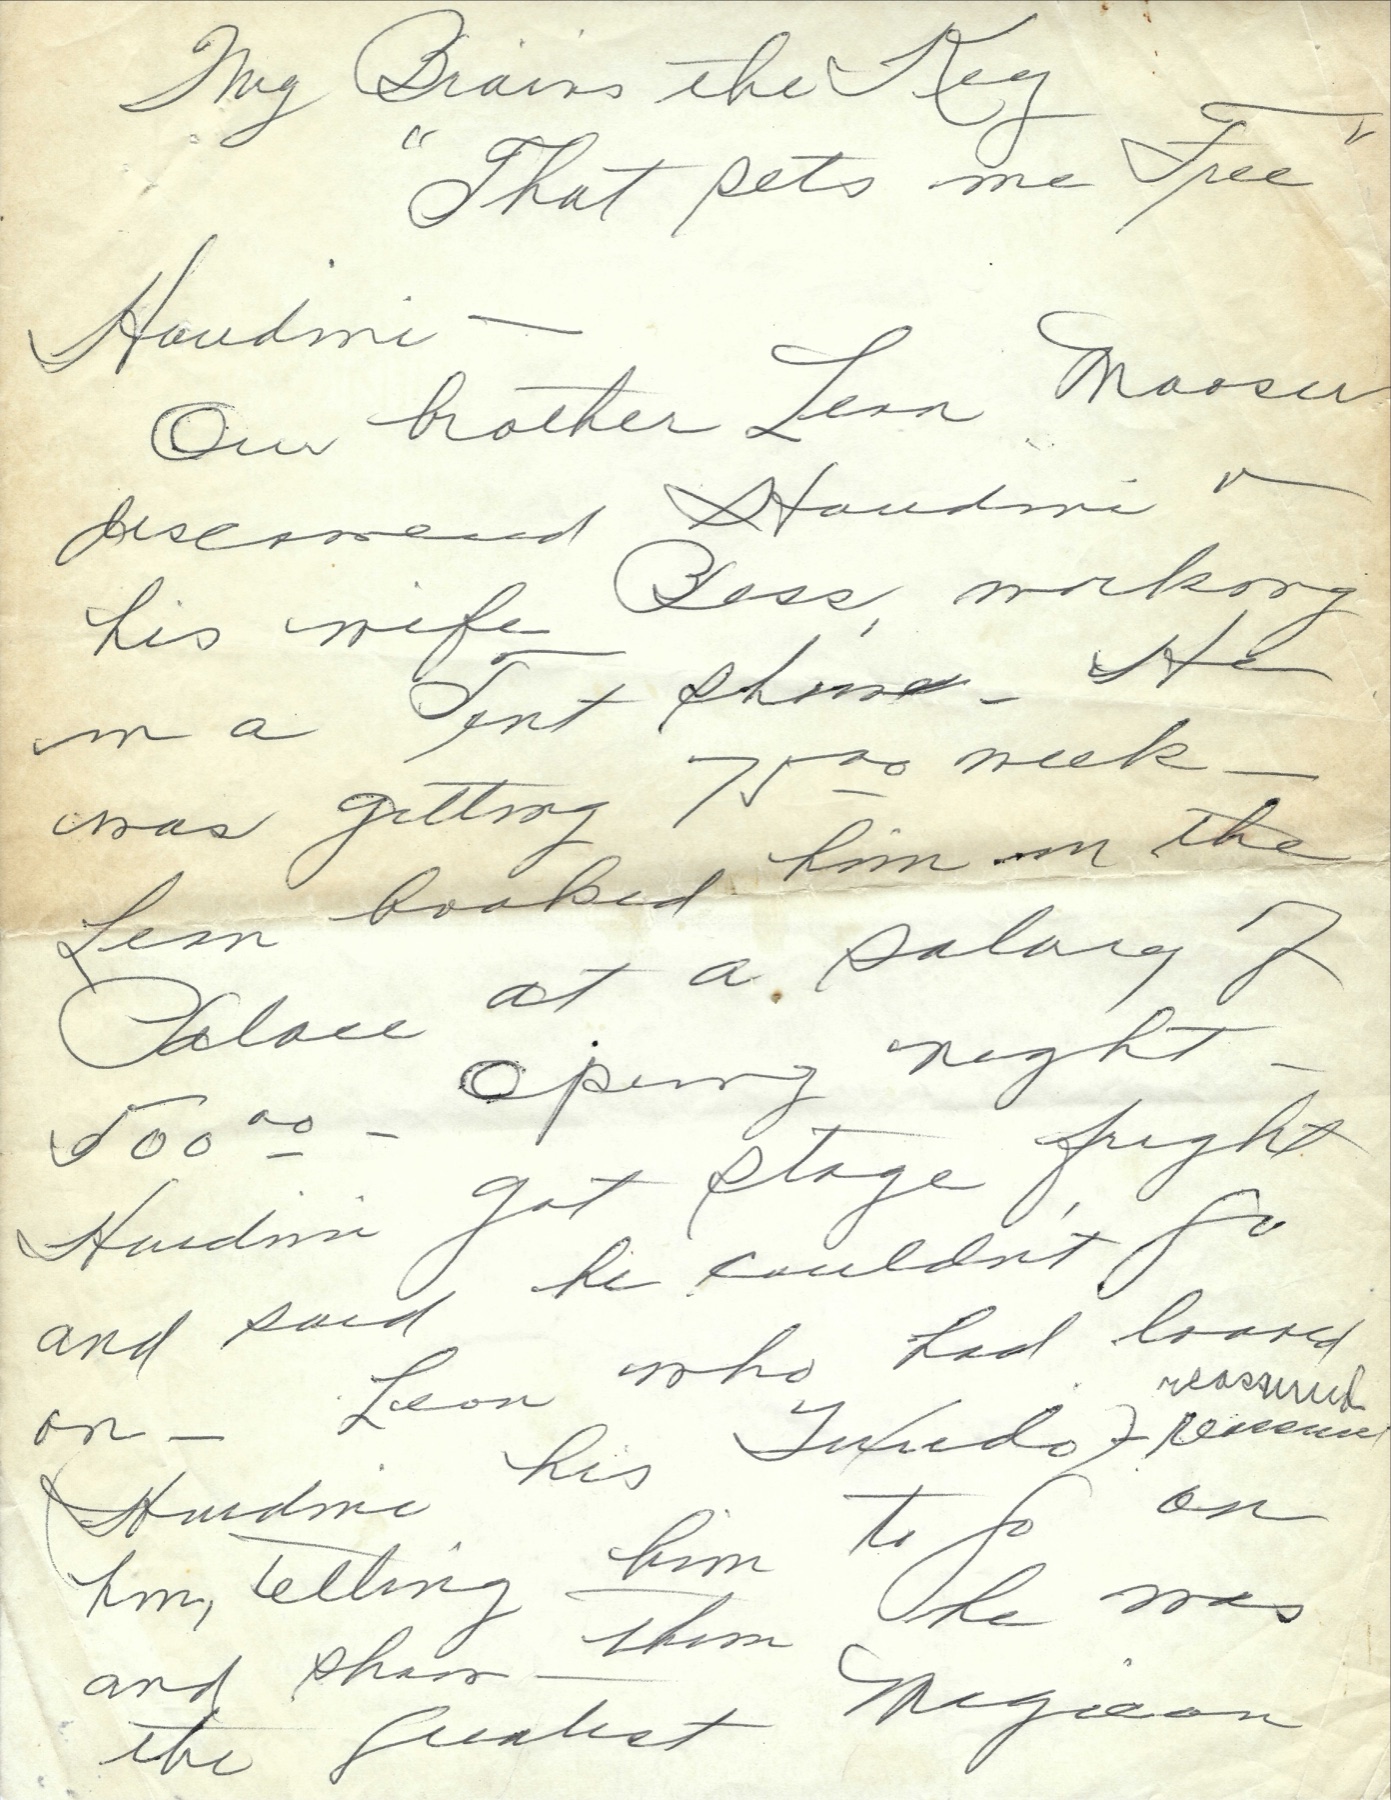 My Brains the Key
"That sets me Free"
Houdini —
Our brother Leon Mooser
discovered Houdini &
his wife Bess, working
in a Tent show - He
was getting 75.00 week —
Leon booked him in the
Palace at a salary of
500.00 - Opening night -
Houdini got stage fright
and said he couldn't go
on - Leon who had loaned
reassured
Houdini his Tuxedo,
him, telling him to go on
and show - them he was
the greatest Magician